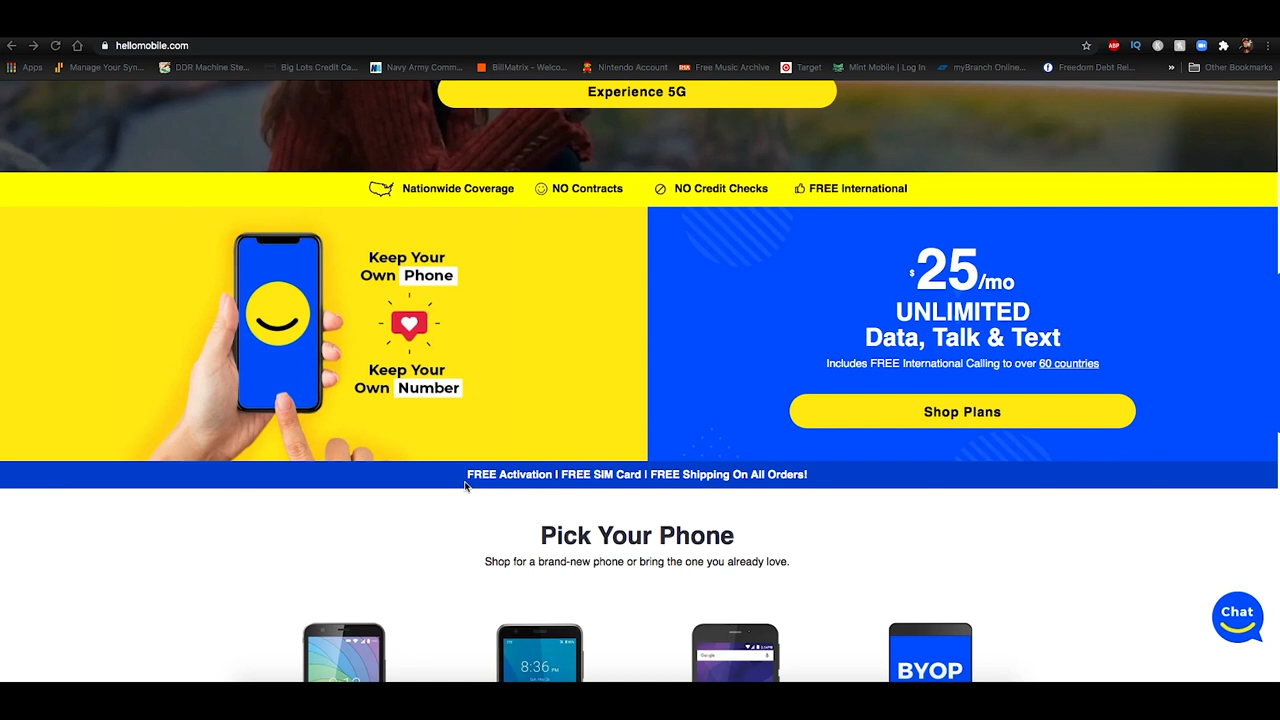 hellomobile.com
ABP
IQ
Apps
Manage Your Syn...
DDR Machine Ste...
Big Lots Credit Ca...
Navy Army Comm...
BillMatrix - Welco...
Nintendo Account
Free Music Archive
Target
Mint Mobile | Log In
myBranch Online...
Freedom Debt Rel...
»
Other Bookmarks
Experience 5G
Nationwide Coverage
NO Contracts
NO Credit Checks
FREE International
Keep Your
Own Phone
Keep Your
Own Number
$25/mo
UNLIMITED
Data, Talk & Text
Includes FREE International Calling to over 60 countries
Shop Plans
FREE Activation | FREE SIM Card | FREE Shipping On All Orders!
Pick Your Phone
Shop for a brand-new phone or bring the one you already love.
8:36
Google
BYOP
Chat